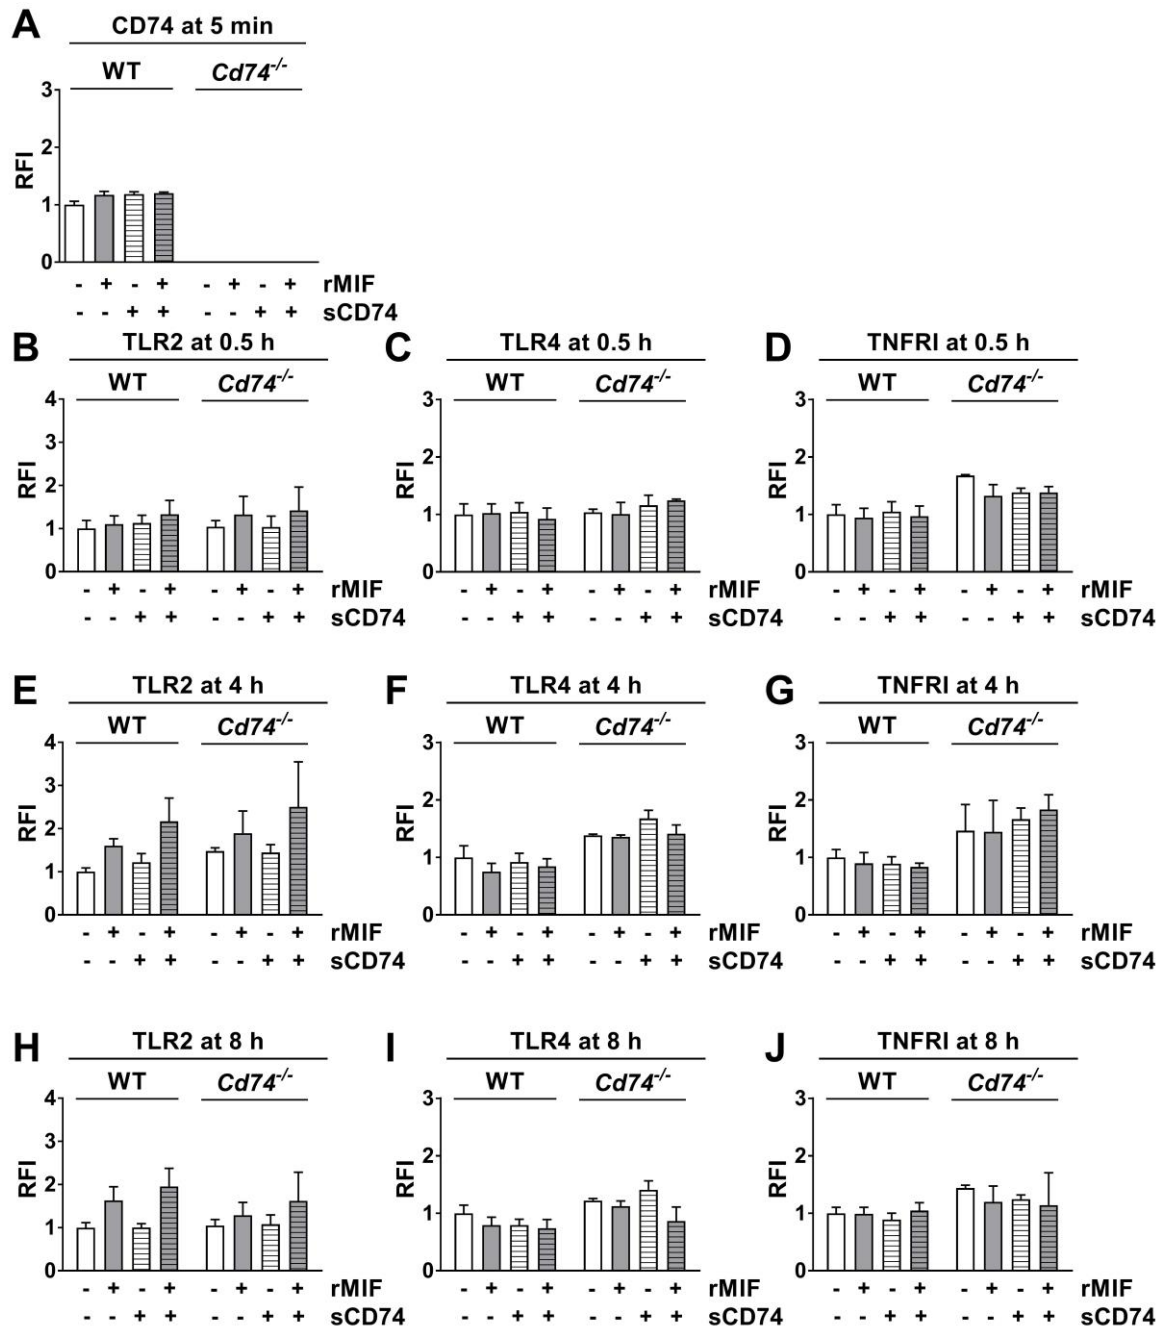 A
CD74 at 5 min
WT Cd74-/-
3
2
1
0
RFI
- + - + - + - + rMIF
- - + + - - + + sCD74
B
TLR2 at 0.5 h
WT Cd74-/-
4
3
2
1
0
RFI
- + - + - + - + rMIF
- - + + - - + + sCD74
C
TLR4 at 0.5 h
WT Cd74-/-
3
2
1
0
RFI
- + - + - + - + rMIF
- - + + - - + + sCD74
D
TNFRI at 0.5 h
WT Cd74-/-
3
2
1
0
RFI
- + - + - + - + rMIF
- - + + - - + + sCD74
E
TLR2 at 4 h
WT Cd74-/-
4
3
2
1
0
RFI
- + - + - + - + rMIF
- - + + - - + + sCD74
F
TLR4 at 4 h
WT Cd74-/-
3
2
1
0
RFI
- + - + - + - + rMIF
- - + + - - + + sCD74
G
TNFRI at 4 h
WT Cd74-/-
3
2
1
0
RFI
- + - + - + - + rMIF
- - + + - - + + sCD74
H
TLR2 at 8 h
WT Cd74-/-
4
3
2
1
0
RFI
- + - + - + - + rMIF
- - + + - - + + sCD74
I
TLR4 at 8 h
WT Cd74-/-
3
2
1
0
RFI
- + - + - + - + rMIF
- - + + - - + + sCD74
J
TNFRI at 8 h
WT Cd74-/-
3
2
1
0
RFI
- + - + - + - + rMIF
- - + + - - + + sCD74